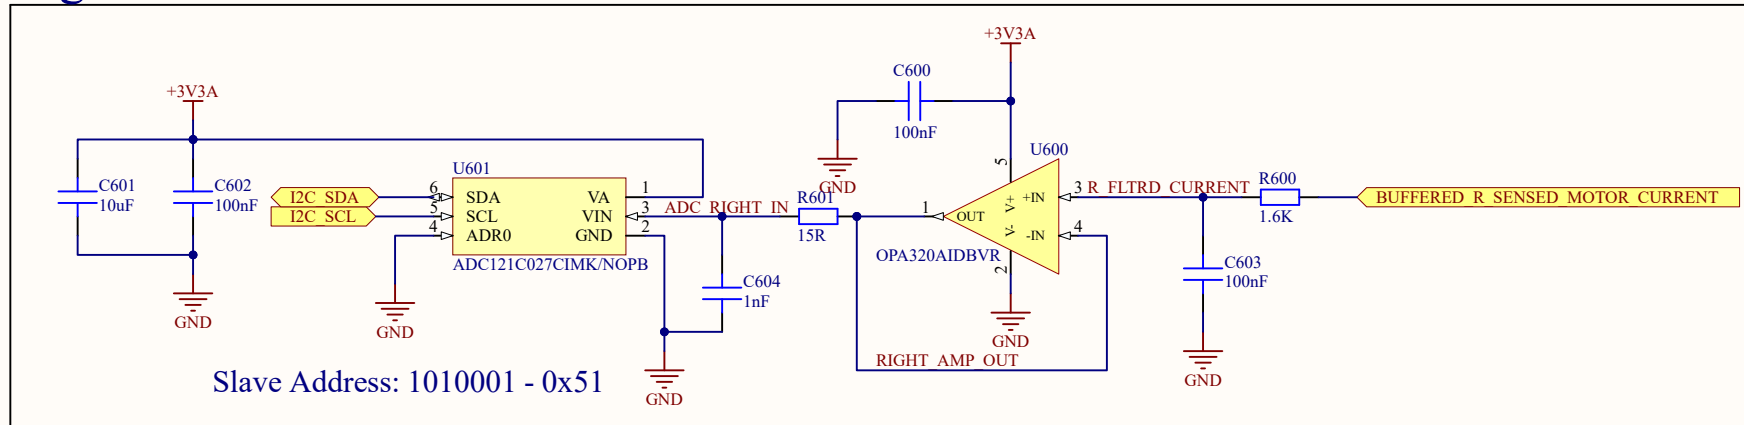 +3V3A
C600
100nF
+3V3A
U600
5
C601
10uF
C602
100nF
I2C_SDA
I2C_SCL
U601
6
SDA
VA
1
5
SCL
VIN
3
4
ADR0
GND
2
ADC121C027CIMK/NOPB
ADC_RIGHT_IN
R601
15R
GND
1
OUT
V+
+IN
3
R_FLTRD_CURRENT
R600
1.6K
BUFFERED_R_SENSED_MOTOR_CURRENT
V-
-IN
4
OPA320AIDBVR
2
C603
100nF
C604
1nF
GND
GND
GND
RIGHT_AMP_OUT
GND
GND
Slave Address: 1010001 - 0x51